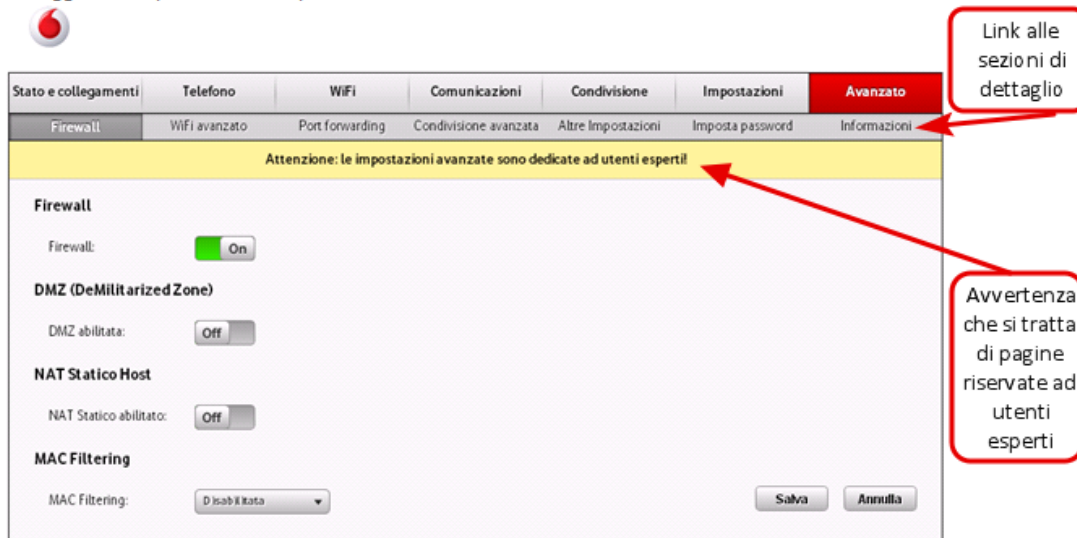 Link alle
sezioni di
dettaglio
Stato e collegamenti Telefono WiFi Comunicazioni Condivisione Impostazioni Avanzato
Firewall WiFi avanzato Port forwarding Condivisione avanzata Altre Impostazioni Imposta password Informazioni
Attenzione: le impostazioni avanzate sono dedicate ad utenti esperti!
Firewall
Firewall: On
DMZ (DeMilitarized Zone)
DMZ abilitata: Off
NAT Statico Host
NAT Statico abilitato: Off
MAC Filtering
MAC Filtering: Disabilitata
Salva Annulla
Avvertenza
che si tratta
di pagine
riservate ad
utenti
esperti